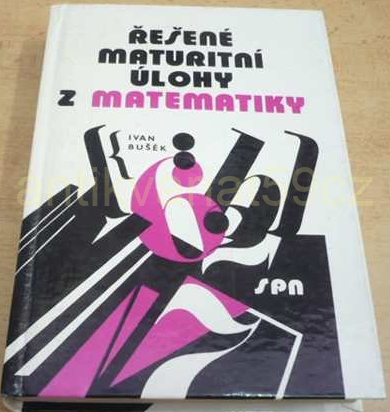 ŘEŠENÉ
MATURITNÍ
ÚLOHY
Z MATEMATIKY
IVAN
BUŠEK
SPN